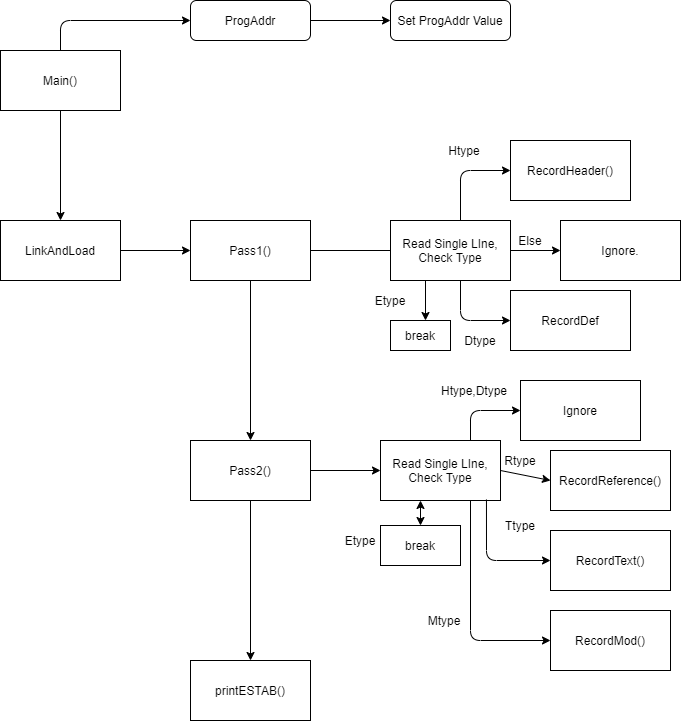 ProgAddr
Set ProgAddr Value
Main()
Htype
RecordHeader()
LinkAndLoad
Pass1()
Read Single LIne,
Check Type
Else
Ignore.
Etype
break
Dtype
RecordDef
Htype,Dtype
Ignore
Pass2()
Read Single LIne,
Check Type
Rtype
RecordReference()
Etype
break
Ttype
RecordText()
Mtype
RecordMod()
printESTAB()